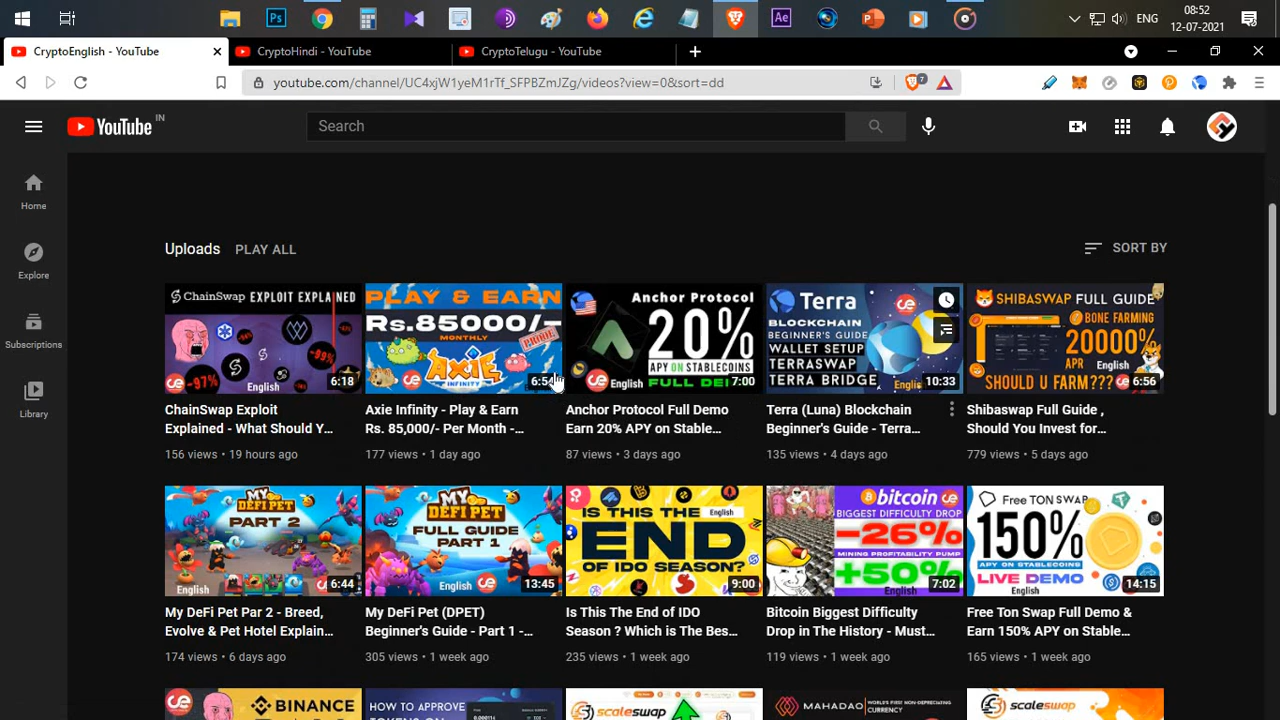 08:52
ENG
12-07-2021
CryptoEnglish - YouTube
CryptoHindi - YouTube
CryptoTelugu - YouTube
youtube.com/channel/UC4xjW1yeM1rTf_SFPBZmJZg/videos?view=0&sort=dd
7
YouTube IN
Search
Home
Explore
Subscriptions
Library
Uploads PLAY ALL
SORT BY
ChainSwap EXPLOIT EXPLAINED
-97%
-99%
English
6:18
PLAY & EARN
Rs.85000/-
MONTHLY
AXIE
INFINITY
6:54
Anchor Protocol
20%
APY ON STABLECOINS
English
7:00
Terra
BLOCKCHAIN
BEGINNER'S GUIDE
WALLET SETUP
TERRASWAP
TERRA BRIDGE
10:33
SHIBASWAP FULL GUIDE
BONE FARMING
20000%
APR
SHOULD U FARM???
6:56
ChainSwap Exploit
Explained - What Should Y...
156 views • 19 hours ago
Axie Infinity - Play & Earn
Rs. 85,000/- Per Month -...
177 views • 1 day ago
Anchor Protocol Full Demo
Earn 20% APY on Stable...
87 views • 3 days ago
Terra (Luna) Blockchain
Beginner's Guide - Terra...
135 views • 4 days ago
Shibaswap Full Guide ,
Should You Invest for...
779 views • 5 days ago
MY
DEFI PET
PART 2
English
6:44
MY
DEFI PET
FULL GUIDE
PART 1
English
13:45
IS THIS THE
English
END
OF IDO
SEASON?
9:00
bitcoin
BIGGEST DIFFICULTY
DROP
-26%
MINING PROFITABILITY PUMP
+50%
English
7:02
Free TON SWAP
150%
APY ON STABLECOINS
LIVE DEMO
14:15
My DeFi Pet Par 2 - Breed,
Evolve & Pet Hotel Explain...
174 views • 6 days ago
My DeFi Pet (DPET)
Beginner's Guide - Part 1 -...
305 views • 1 week ago
Is This The End of IDO
Season ? Which is The Bes...
235 views • 1 week ago
Bitcoin Biggest Difficulty
Drop in The History - Must...
119 views • 1 week ago
Free Ton Swap Full Demo &
Earn 150% APY on Stable...
165 views • 1 week ago
BINANCE
HOW TO APPROVE
scaleswap
MAHADAO
WORLD'S FIRST NON-DEPRECIATING
CURRENCY
scaleswap